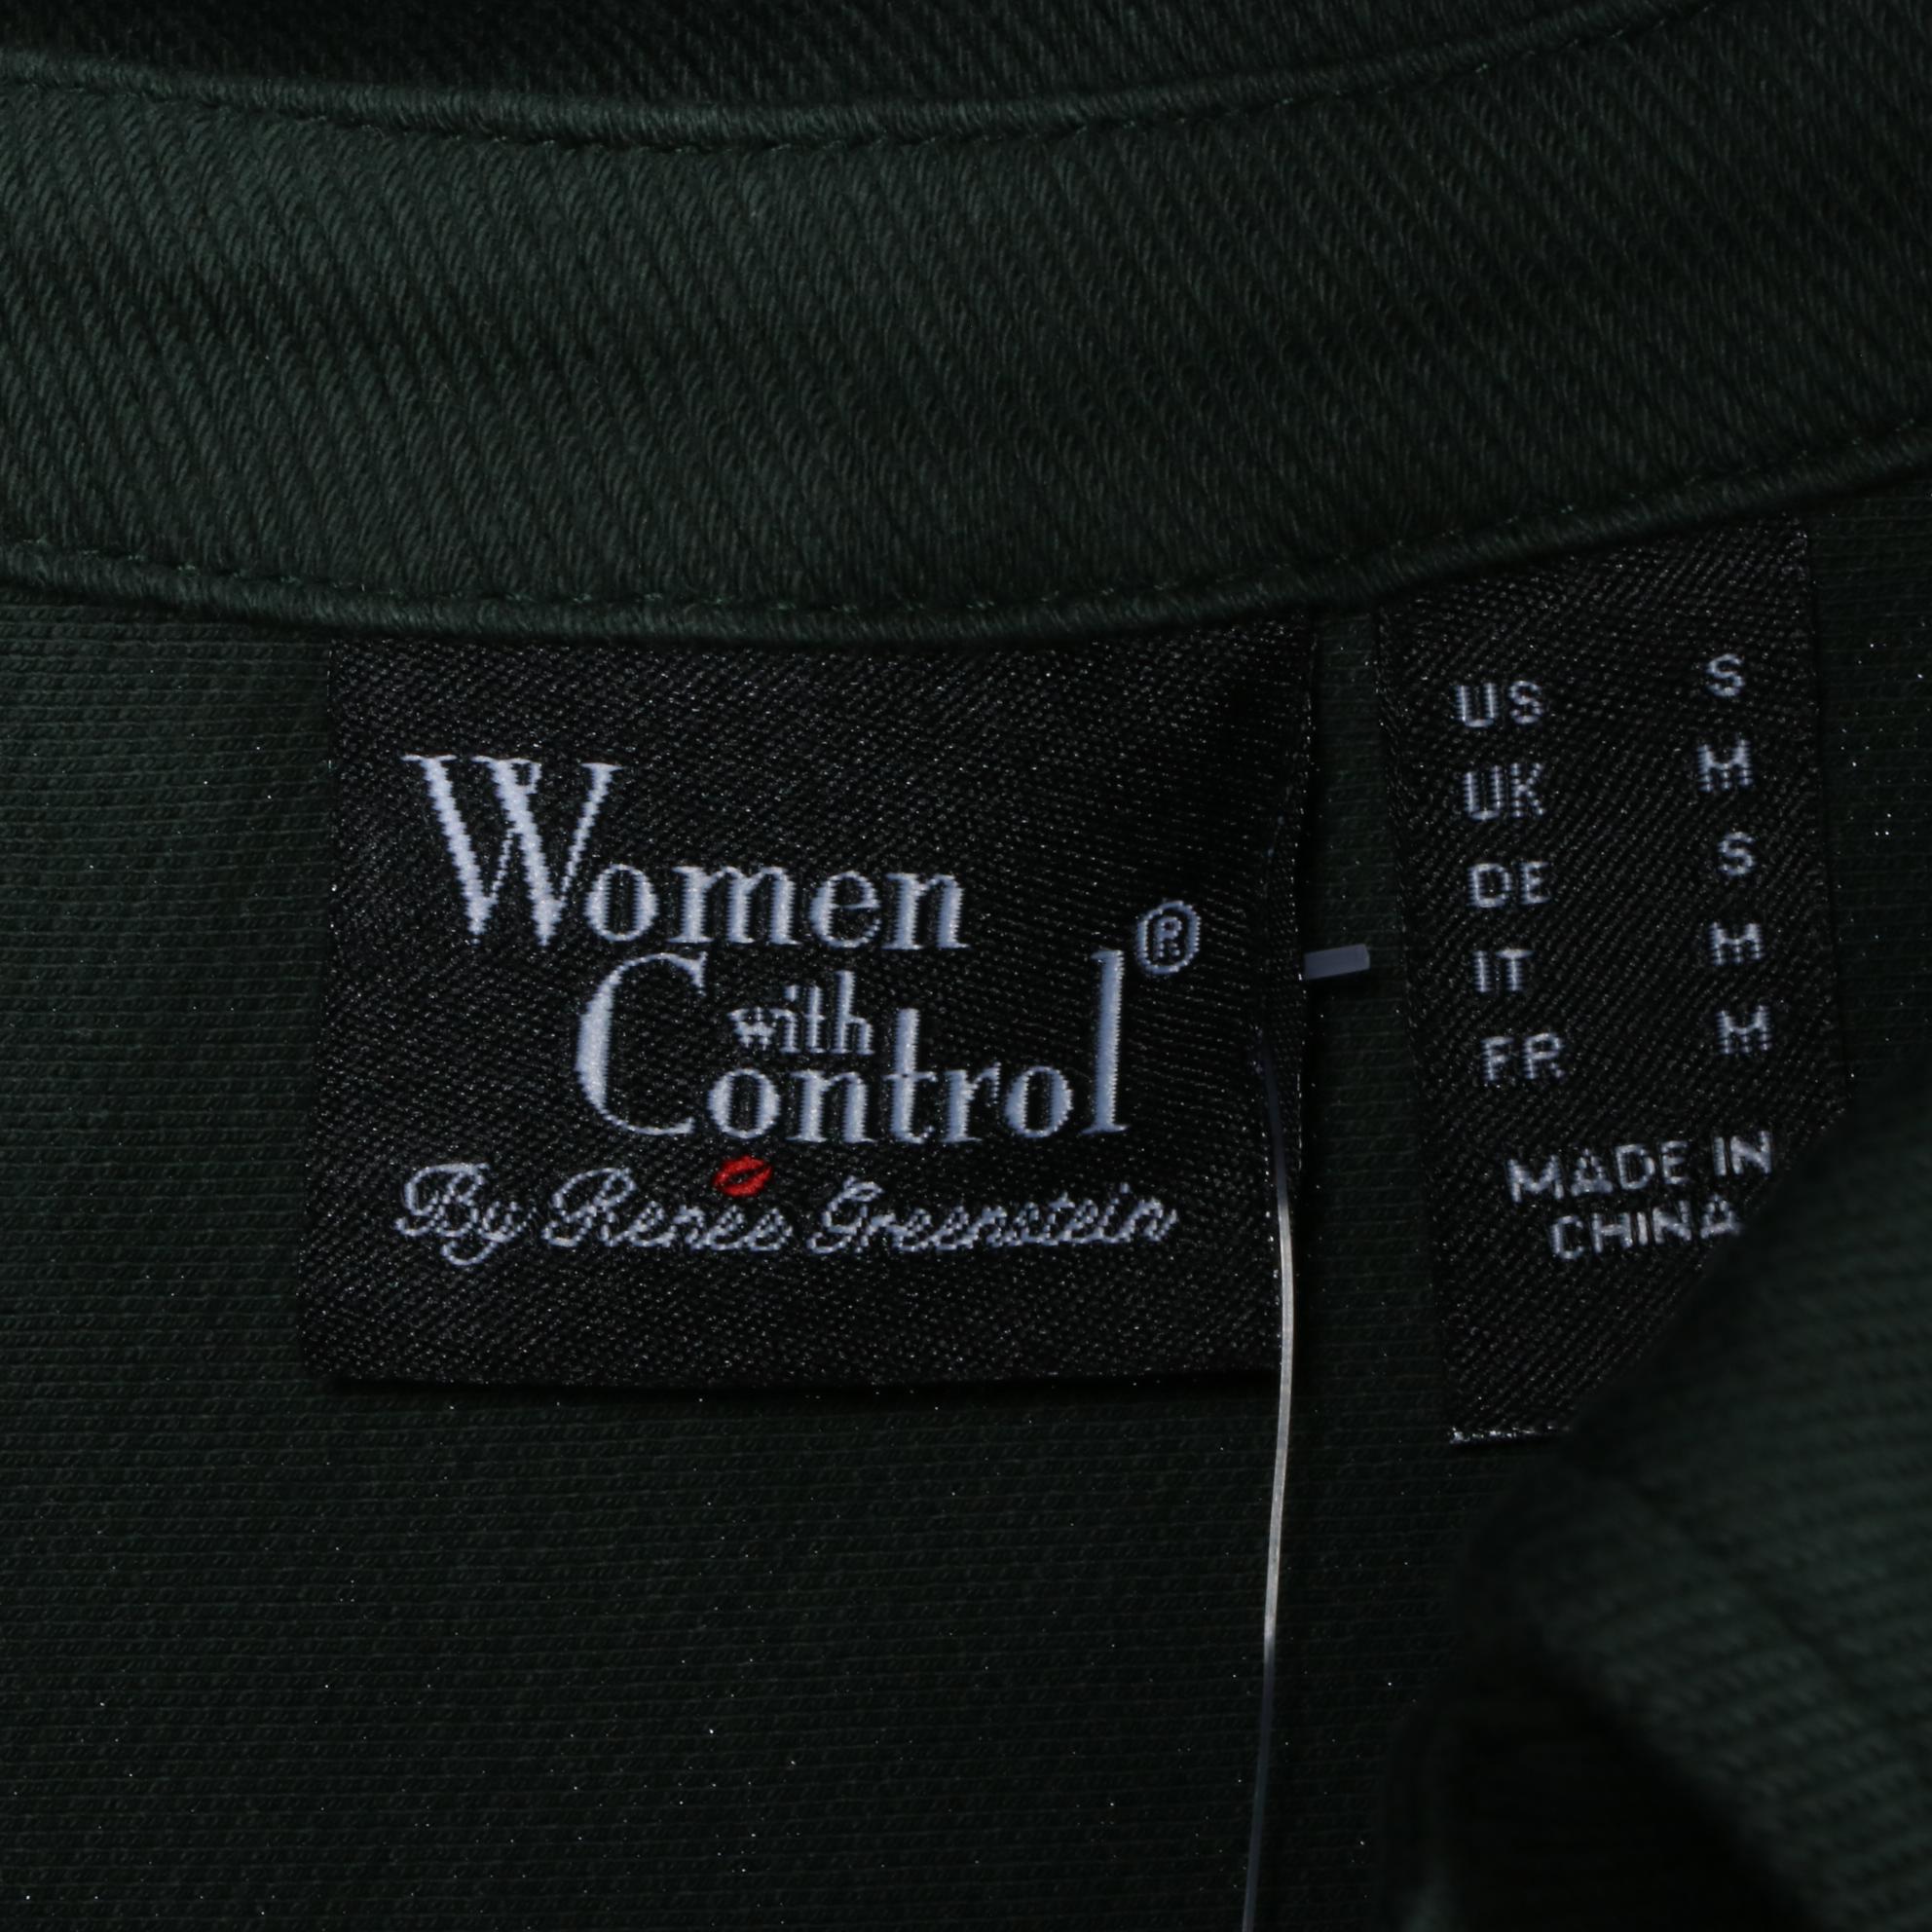 Women
with
Control®
By Renee Greenstein
US S
UK M
DE S
IT M
FR M
MADE IN
CHINA